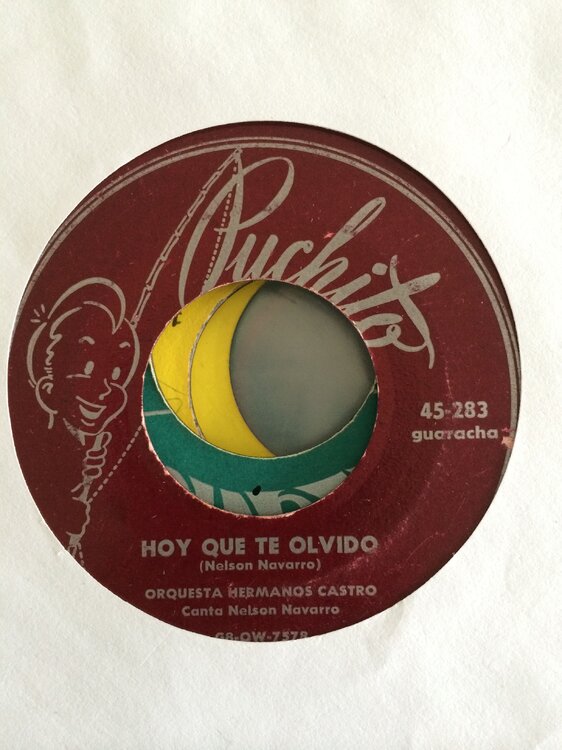 Puchito
45-283
guaracha
HOY QUE TE OLVIDO
(Nelson Navarro)
ORQUESTA HERMANOS CASTRO
Canta Nelson Navarro